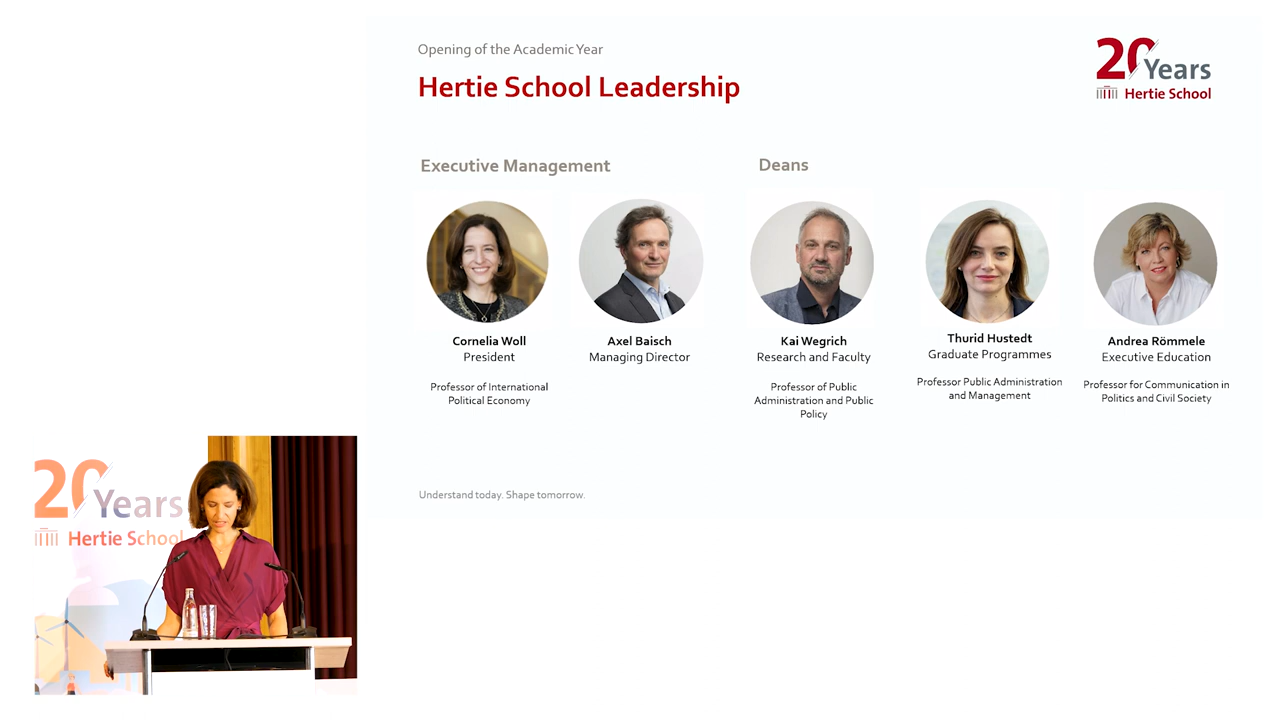 Opening of the Academic Year
Hertie School Leadership
20 Years
Hertie School
Executive Management
Deans
Cornelia Woll
President
Professor of International
Political Economy
Axel Baisch
Managing Director
Kai Wegrich
Research and Faculty
Professor of Public
Administration and Public
Policy
Thurid Hustedt
Graduate Programmes
Professor Public Administration
and Management
Andrea Römmele
Executive Education
Professor for Communication in
Politics and Civil Society
Understand today. Shape tomorrow.
20 Years
Hertie School